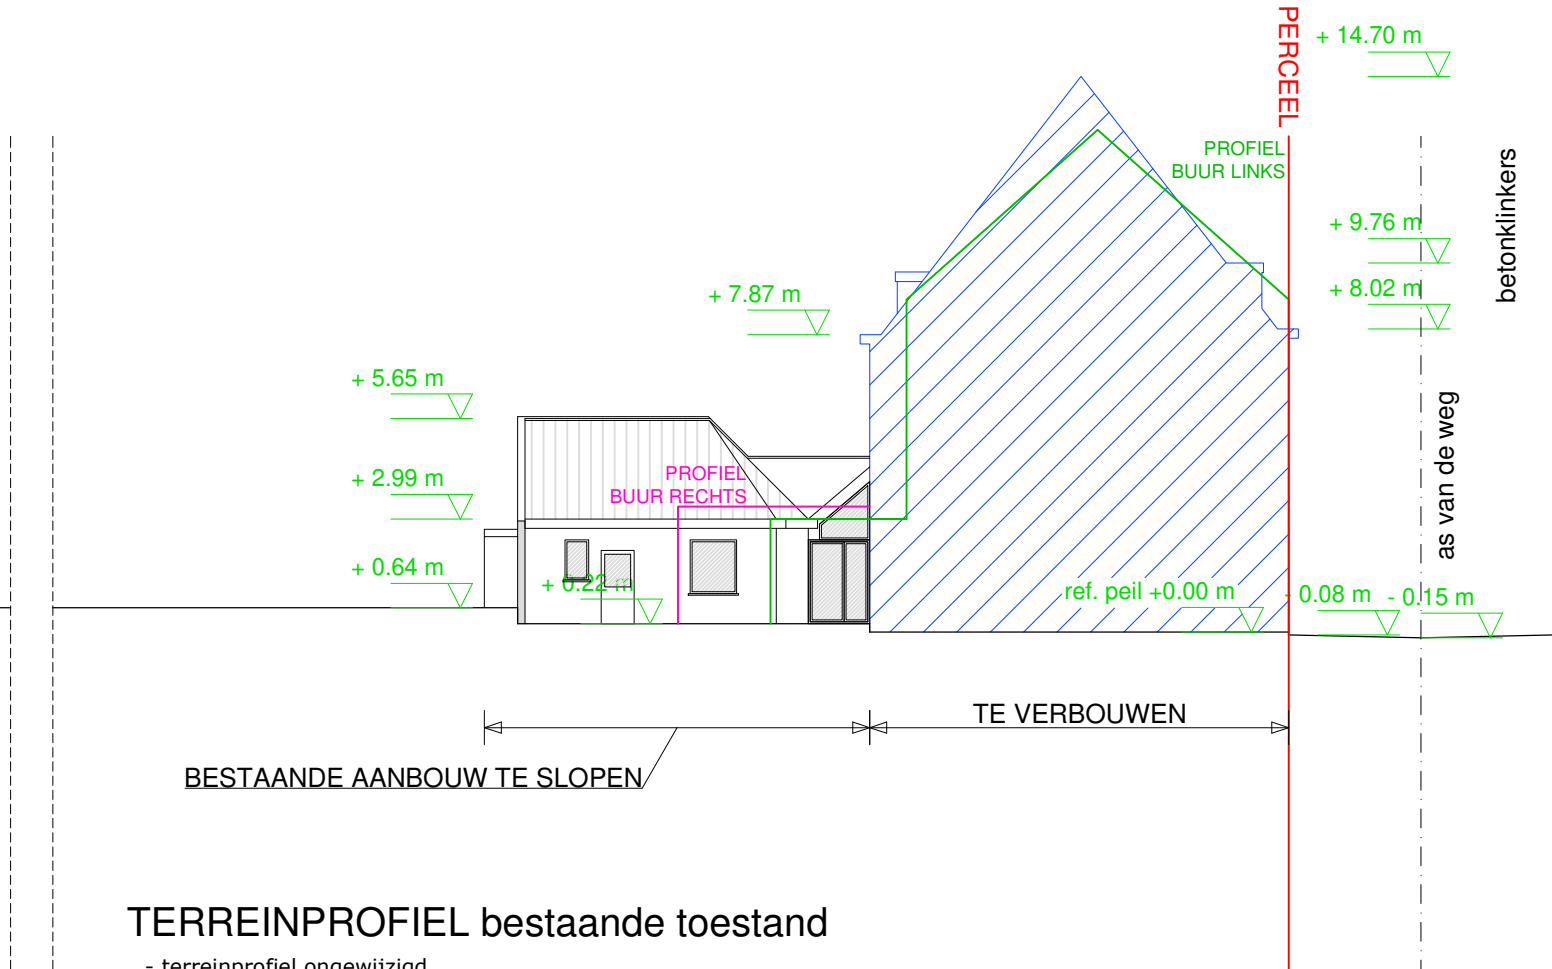 PERCEEL
+ 14.70 m
PROFIEL
BUUR LINKS
betonklinkers
+ 9.76 m
+ 8.02 m
+ 7.87 m
+ 5.65 m
as van de weg
PROFIEL
BUUR RECHTS
+ 2.99 m
+ 0.64 m
+ 0.22 m
ref. peil +0.00 m
- 0.08 m
- 0.15 m
TE VERBOUWEN
BESTAANDE AANBOUW TE SLOPEN
TERREINPROFIEL bestaande toestand
- terreinprofiel ongewijzigd